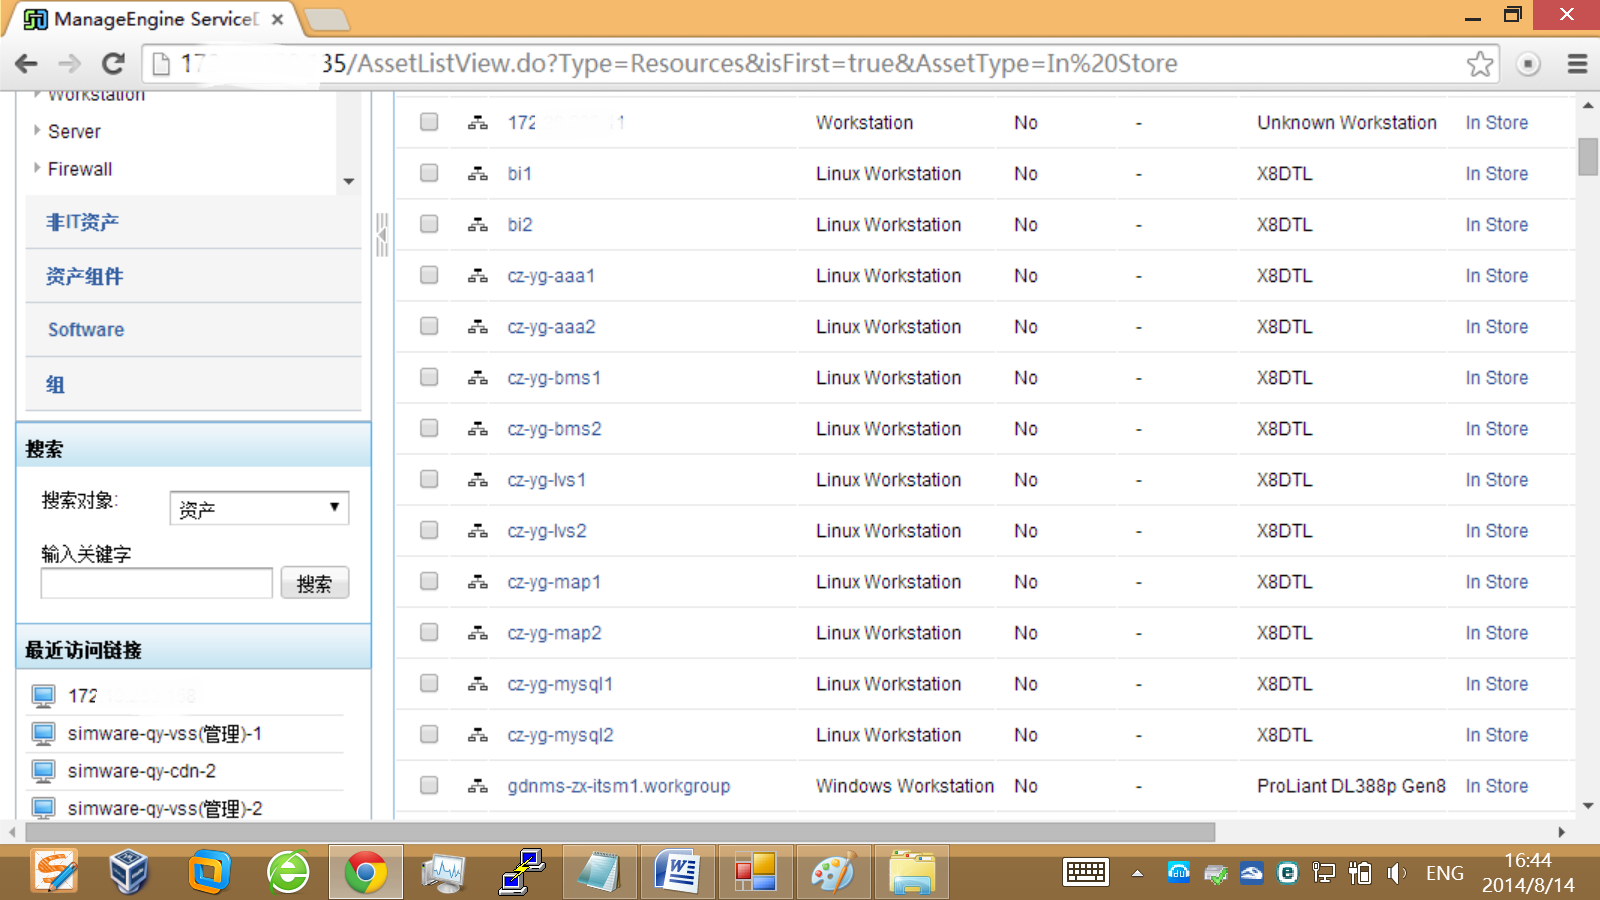 ManageEngine ServiceD
35/AssetListView.do?Type=Resources&isFirst=true&AssetType=In%20Store
Workstation
Server
Firewall
非IT资产
资产组件
Software
组
搜索
搜索对象:
资产
输入关键字
搜索
最近访问链接
172
simware-qy-vss(管理)-1
simware-qy-cdn-2
simware-qy-vss(管理)-2
172 Workstation No - Unknown Workstation In Store
bi1 Linux Workstation No - X8DTL In Store
bi2 Linux Workstation No - X8DTL In Store
cz-yg-aaa1 Linux Workstation No - X8DTL In Store
cz-yg-aaa2 Linux Workstation No - X8DTL In Store
cz-yg-bms1 Linux Workstation No - X8DTL In Store
cz-yg-bms2 Linux Workstation No - X8DTL In Store
cz-yg-lvs1 Linux Workstation No - X8DTL In Store
cz-yg-lvs2 Linux Workstation No - X8DTL In Store
cz-yg-map1 Linux Workstation No - X8DTL In Store
cz-yg-map2 Linux Workstation No - X8DTL In Store
cz-yg-mysql1 Linux Workstation No - X8DTL In Store
cz-yg-mysql2 Linux Workstation No - X8DTL In Store
gdnms-zx-itsm1.workgroup Windows Workstation No - ProLiant DL388p Gen8 In Store
ENG
16:44
2014/8/14